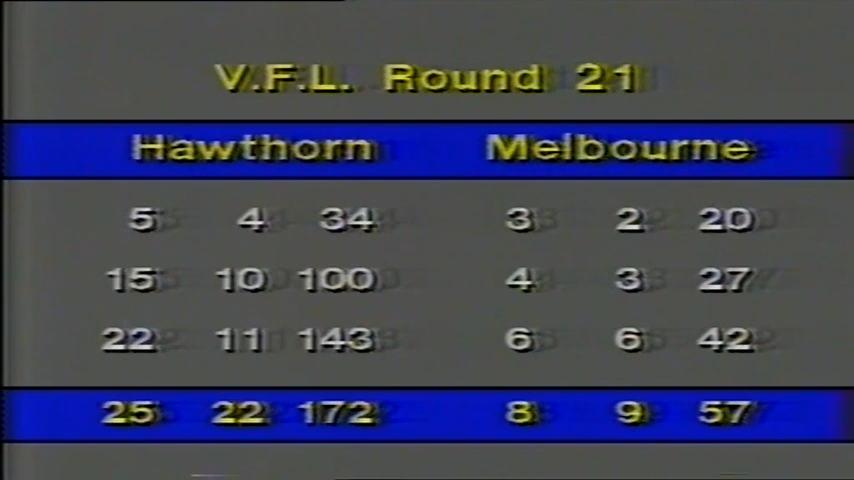 V.F.L. Round 21
Hawthorn Melbourne
5 4 34 3 2 20
15 10 100 4 3 27
22 11 143 6 6 42
25 22 172 8 9 57